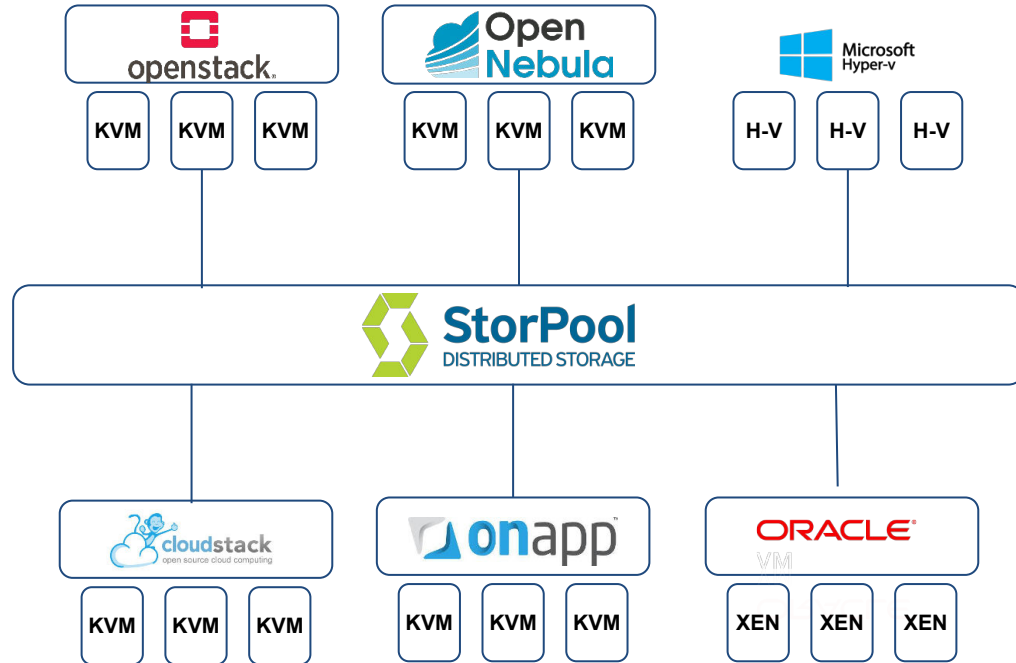 openstack.
Open
Nebula
Microsoft
Hyper-v
KVM KVM KVM
KVM KVM KVM
H-V H-V H-V
StorPool
DISTRIBUTED STORAGE
cloudstack
open source cloud computing
onapp™
ORACLE®
VM
KVM KVM KVM
KVM KVM KVM
XEN XEN XEN